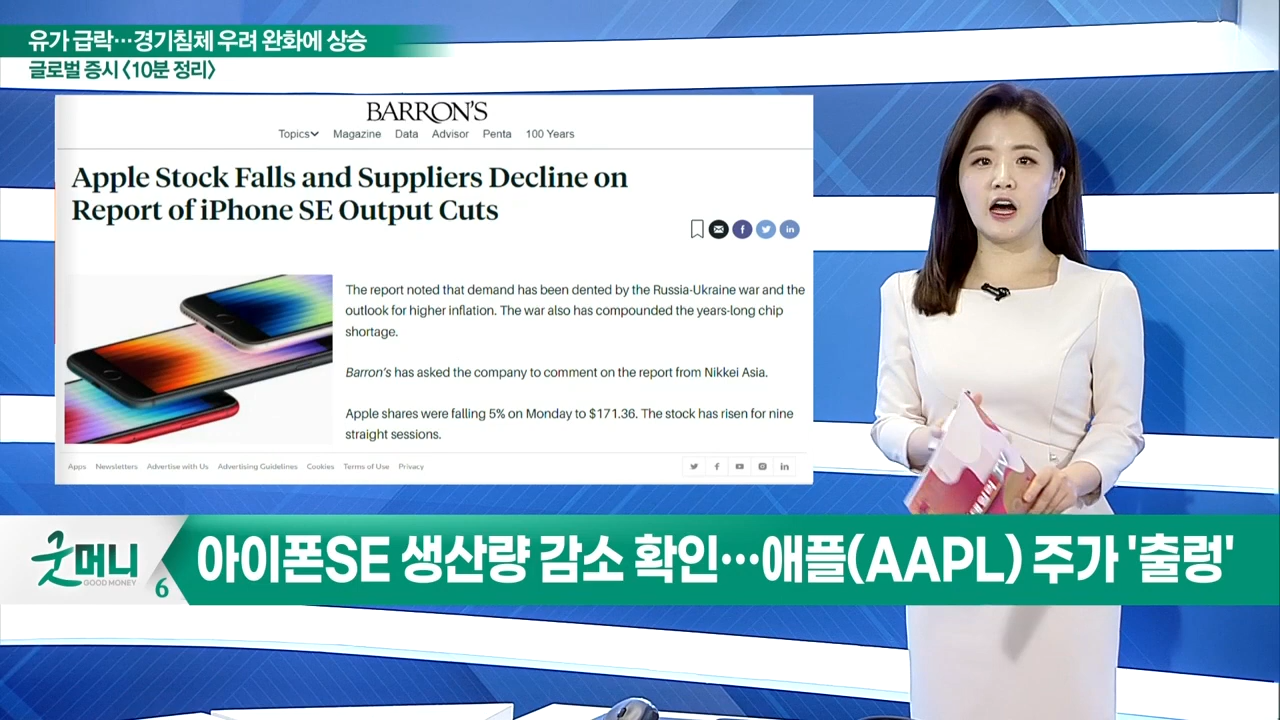 유가 급락…경기침체 우려 완화에 상승
글로벌 증시 <10분 정리>
BARRON'S
Topics Magazine Data Advisor Penta 100 Years
Apple Stock Falls and Suppliers Decline on
Report of iPhone SE Output Cuts
The report noted that demand has been dented by the Russia-Ukraine war and the
outlook for higher inflation. The war also has compounded the years-long chip
shortage.
Barron's has asked the company to comment on the report from Nikkei Asia.
Apple shares were falling 5% on Monday to $171.36. The stock has risen for nine
straight sessions.
Apps Newsletters Advertise with Us Advertising Guidelines Cookies Terms of Use Privacy
굿머니
GOOD MONEY
6
아이폰SE 생산량 감소 확인…애플(AAPL) 주가 '출렁'